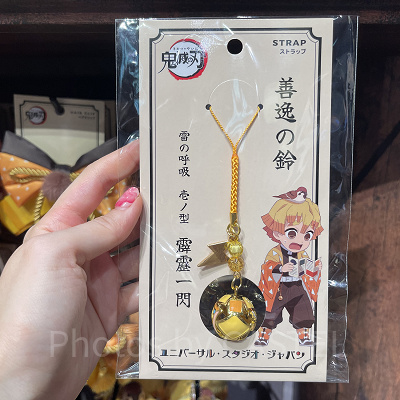 鬼滅の刃
STRAP
ストラップ
善逸の鈴
雷の呼吸 壱ノ型 霹靂一閃
ユニバーサル・スタジオ・ジャパン